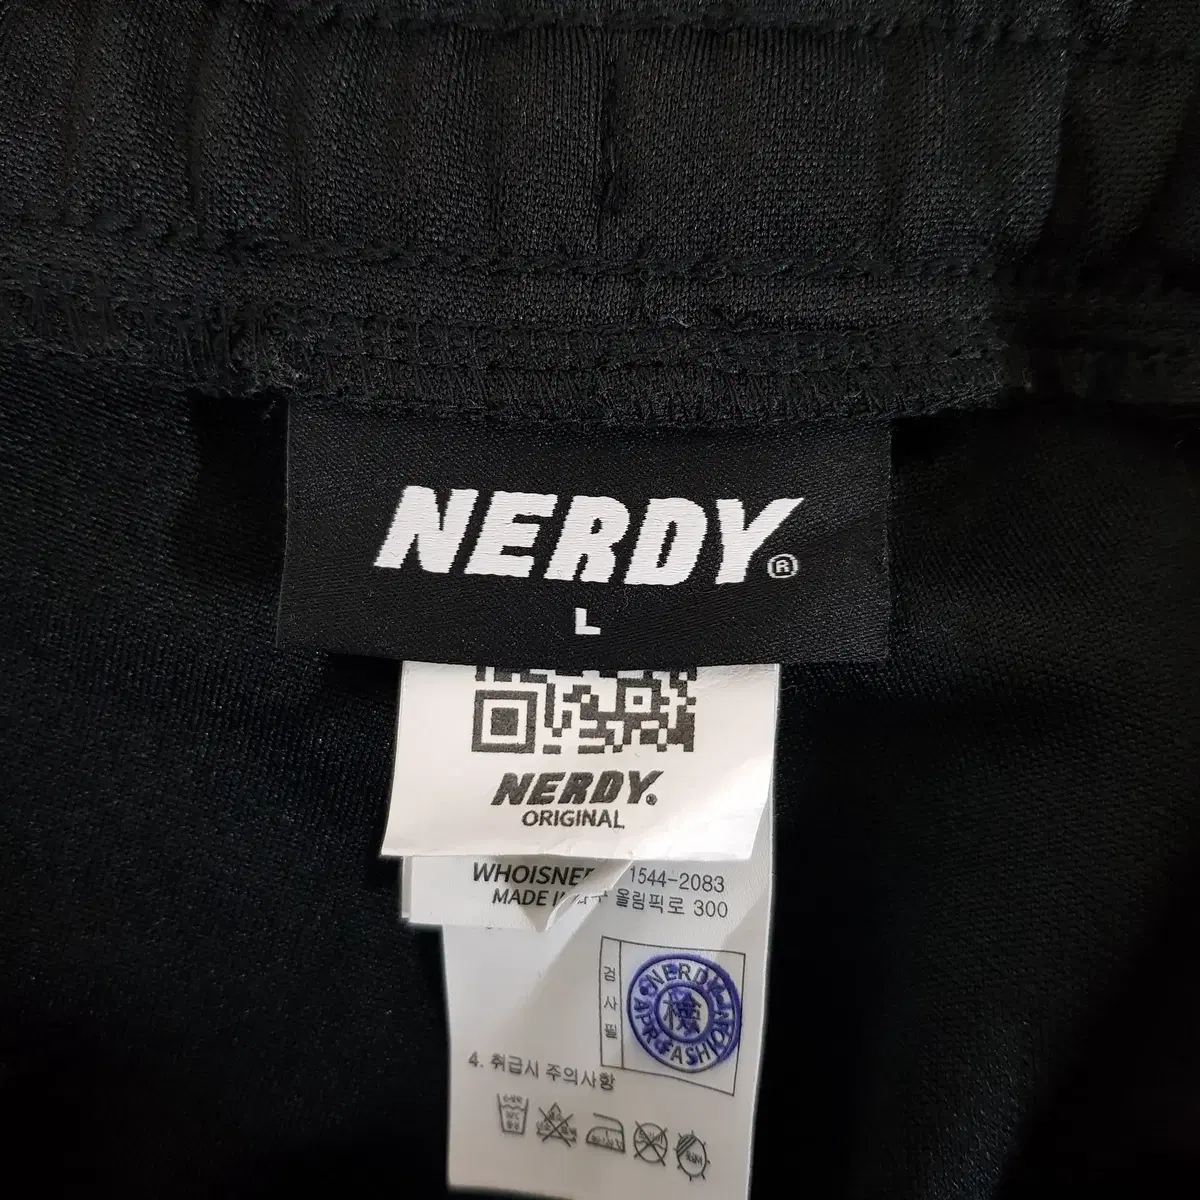 NERDY®
L
NERDY®
ORIGINAL
WHOISNE
1544-2083
MADE
올림픽로 300
검사필
NERDY
APR FASHION
檢
4. 취급시 주의사항